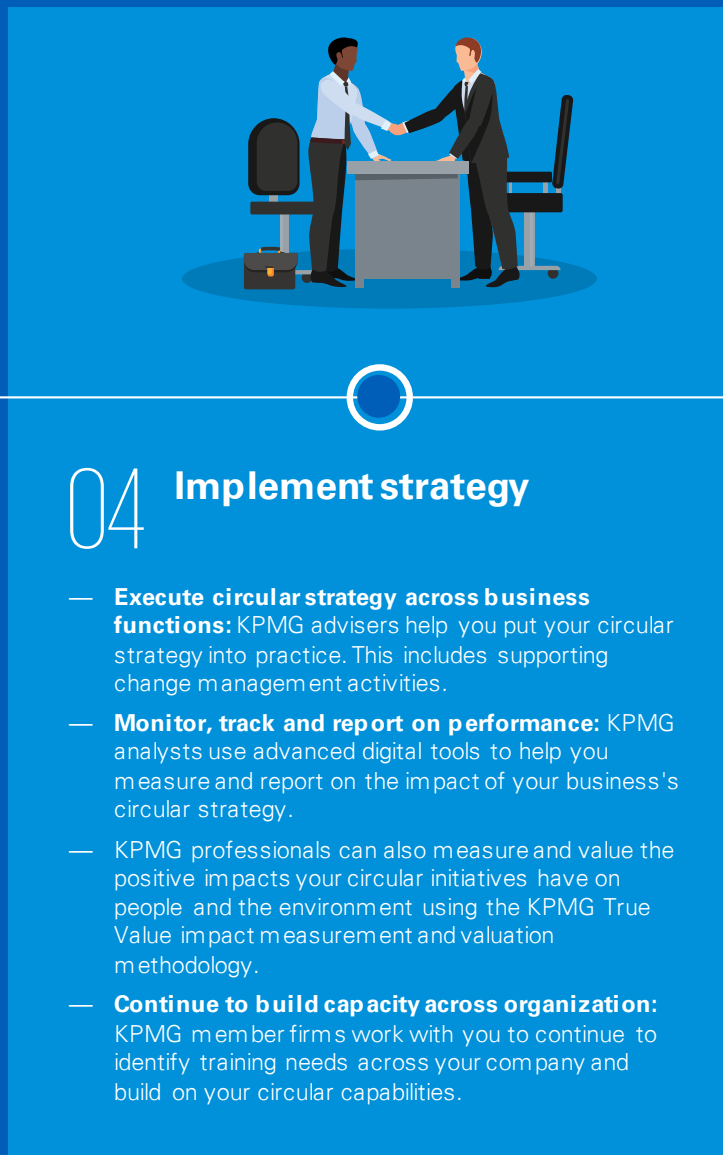 04
Implement strategy
— Execute circular strategy across business
functions: KPMG advisers help you put your circular
strategy into practice. This includes supporting
change management activities.
— Monitor, track and report on performance: KPMG
analysts use advanced digital tools to help you
measure and report on the impact of your business's
circular strategy.
— KPMG professionals can also measure and value the
positive impacts your circular initiatives have on
people and the environment using the KPMG True
Value impact measurement and valuation
methodology.
— Continue to build capacity across organization:
KPMG member firms work with you to continue to
identify training needs across your company and
build on your circular capabilities.